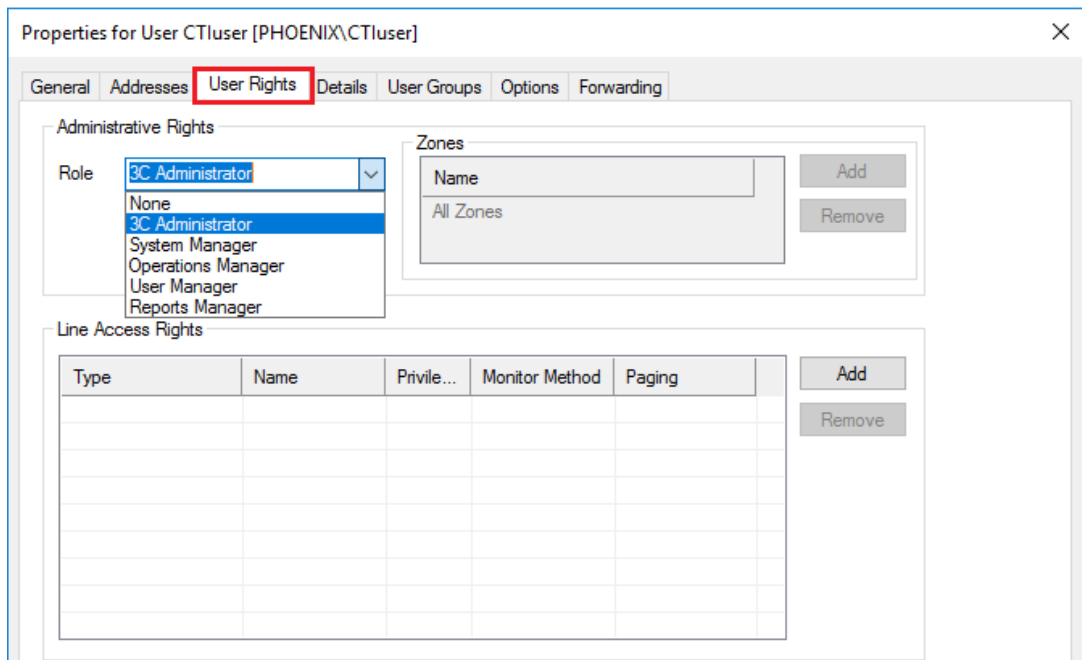 Properties for User CTIuser [PHOENIX\CTIuser]
General Addresses User Rights Details User Groups Options Forwarding
Administrative Rights
Role 3C Administrator
None
3C Administrator
System Manager
Operations Manager
User Manager
Reports Manager
Zones
Name
All Zones
Add
Remove
Line Access Rights
Type Name Privile... Monitor Method Paging
Add
Remove